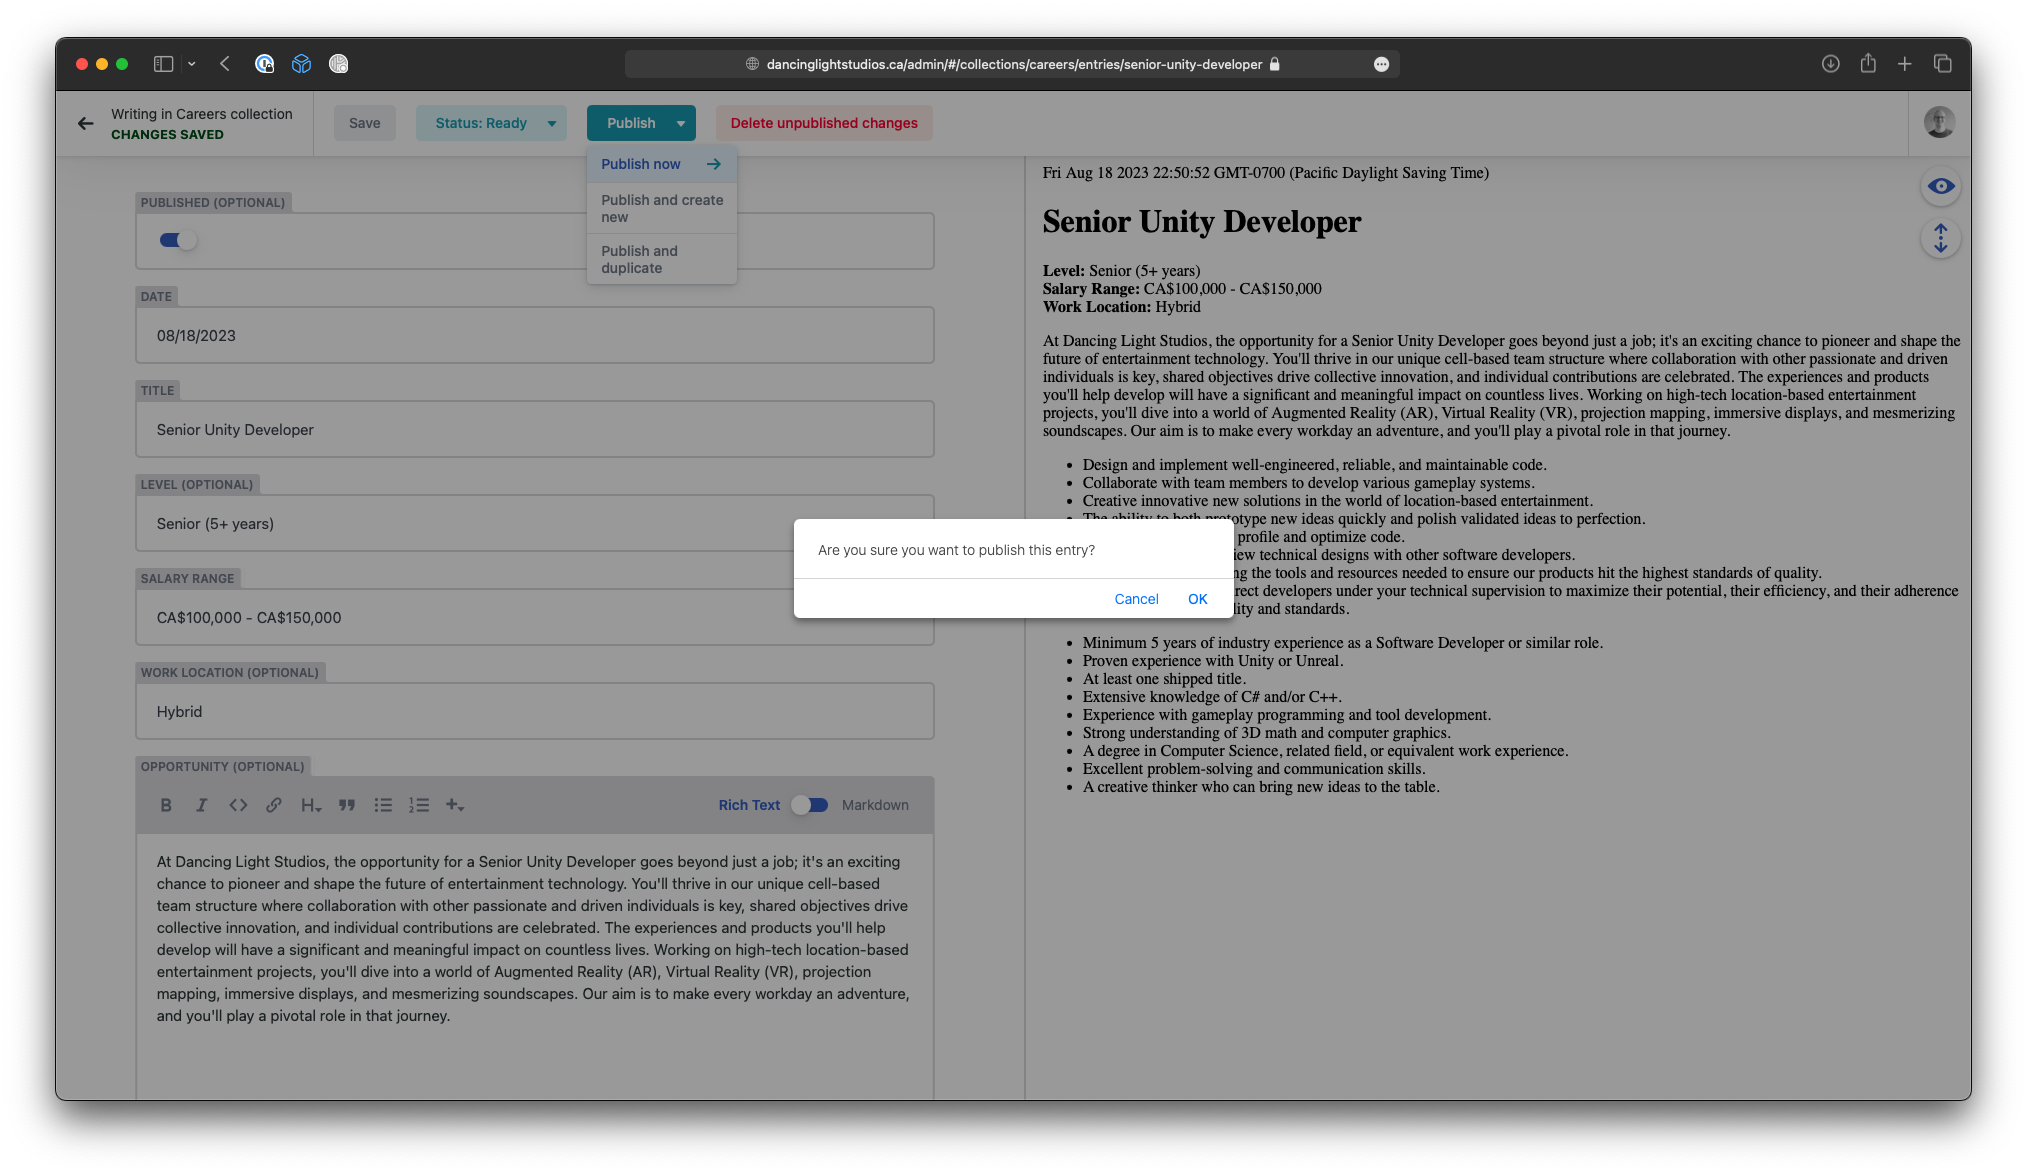 dancinglightstudios.ca/admin/#/collections/careers/entries/senior-unity-developer
Writing in Careers collection
CHANGES SAVED
Save
Status: Ready
Publish
Delete unpublished changes
Publish now
Publish and create
new
Publish and
duplicate
PUBLISHED (OPTIONAL)
DATE
08/18/2023
TITLE
Senior Unity Developer
LEVEL (OPTIONAL)
Senior (5+ years)
SALARY RANGE
CA$100,000 - CA$150,000
WORK LOCATION (OPTIONAL)
Hybrid
OPPORTUNITY (OPTIONAL)
B I <> H
Rich Text
Markdown
At Dancing Light Studios, the opportunity for a Senior Unity Developer goes beyond just a job; it's an exciting
chance to pioneer and shape the future of entertainment technology. You'll thrive in our unique cell-based
team structure where collaboration with other passionate and driven individuals is key, shared objectives drive
collective innovation, and individual contributions are celebrated. The experiences and products you'll help
develop will have a significant and meaningful impact on countless lives. Working on high-tech location-based
entertainment projects, you'll dive into a world of Augmented Reality (AR), Virtual Reality (VR), projection
mapping, immersive displays, and mesmerizing soundscapes. Our aim is to make every workday an adventure,
and you'll play a pivotal role in that journey.
Are you sure you want to publish this entry?
Cancel
OK
Fri Aug 18 2023 22:50:52 GMT-0700 (Pacific Daylight Saving Time)
Senior Unity Developer
Level: Senior (5+ years)
Salary Range: CA$100,000 - CA$150,000
Work Location: Hybrid
At Dancing Light Studios, the opportunity for a Senior Unity Developer goes beyond just a job; it's an exciting chance to pioneer and shape the
future of entertainment technology. You'll thrive in our unique cell-based team structure where collaboration with other passionate and driven
individuals is key, shared objectives drive collective innovation, and individual contributions are celebrated. The experiences and products
you'll help develop will have a significant and meaningful impact on countless lives. Working on high-tech location-based entertainment
projects, you'll dive into a world of Augmented Reality (AR), Virtual Reality (VR), projection mapping, immersive displays, and mesmerizing
soundscapes. Our aim is to make every workday an adventure, and you'll play a pivotal role in that journey.
• Design and implement well-engineered, reliable, and maintainable code.
• Collaborate with team members to develop various gameplay systems.
• Creative innovative new solutions in the world of location-based entertainment.
• The ability to both prototype new ideas quickly and polish validated ideas to perfection.
profile and optimize code.
technical designs with other software developers.
the tools and resources needed to ensure our products hit the highest standards of quality.
developers under your technical supervision to maximize their potential, their efficiency, and their adherence
and standards.
• Minimum 5 years of industry experience as a Software Developer or similar role.
• Proven experience with Unity or Unreal.
• At least one shipped title.
• Extensive knowledge of C# and/or C++.
• Experience with gameplay programming and tool development.
• Strong understanding of 3D math and computer graphics.
• A degree in Computer Science, related field, or equivalent work experience.
• Excellent problem-solving and communication skills.
• A creative thinker who can bring new ideas to the table.